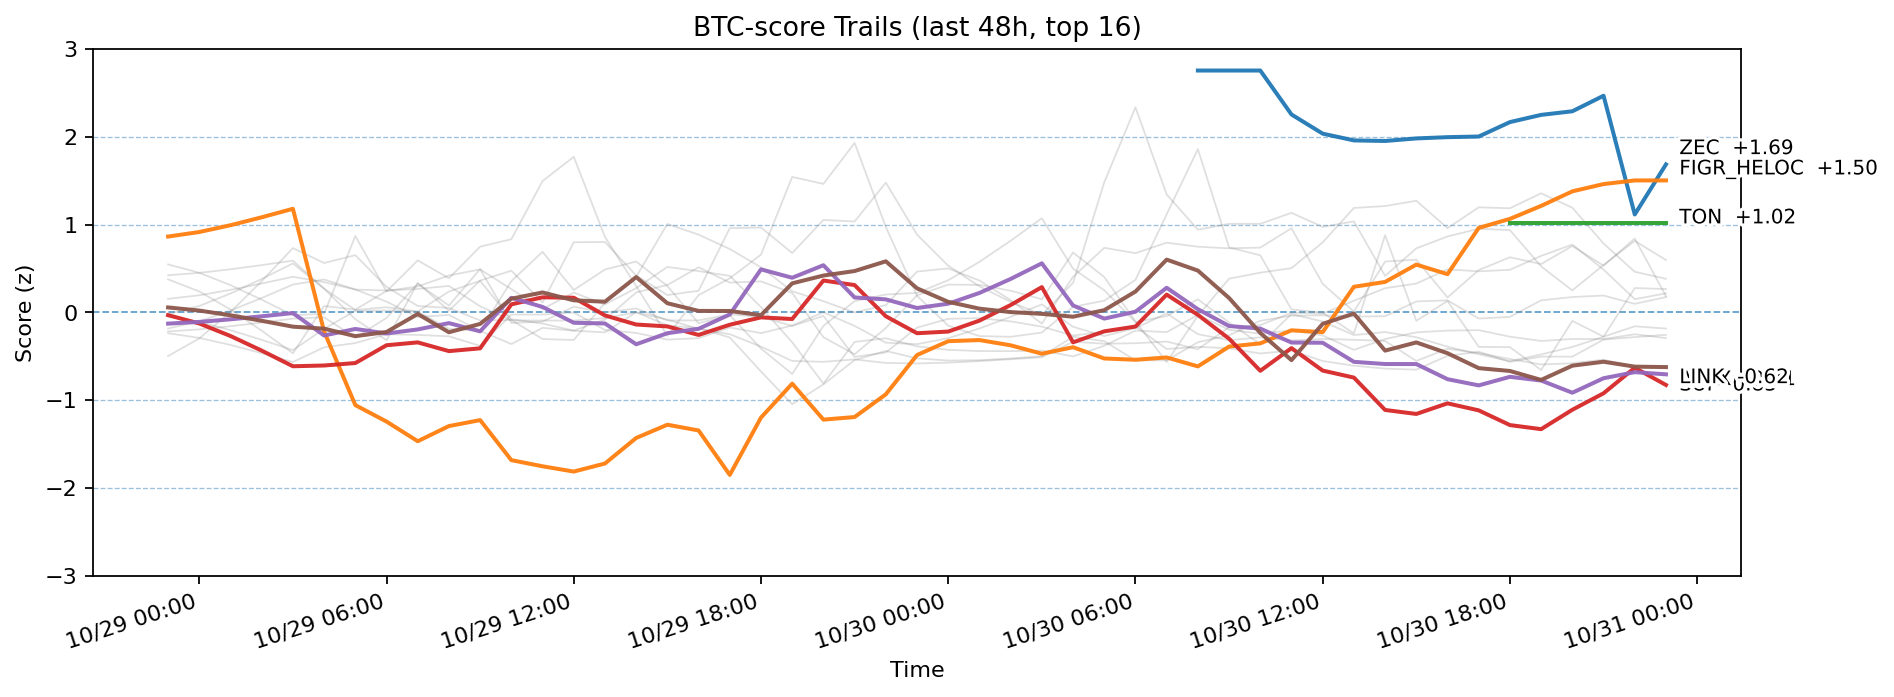 BTC-score Trails (last 48h, top 16)
Score (z)
3
2
1
0
−1
−2
−3
ZEC +1.69
FIGR_HELOC +1.50
TON +1.02
LINK -0.62
10/29 00:00
10/29 06:00
10/29 12:00
10/29 18:00
10/30 00:00
10/30 06:00
10/30 12:00
10/30 18:00
10/31 00:00
Time